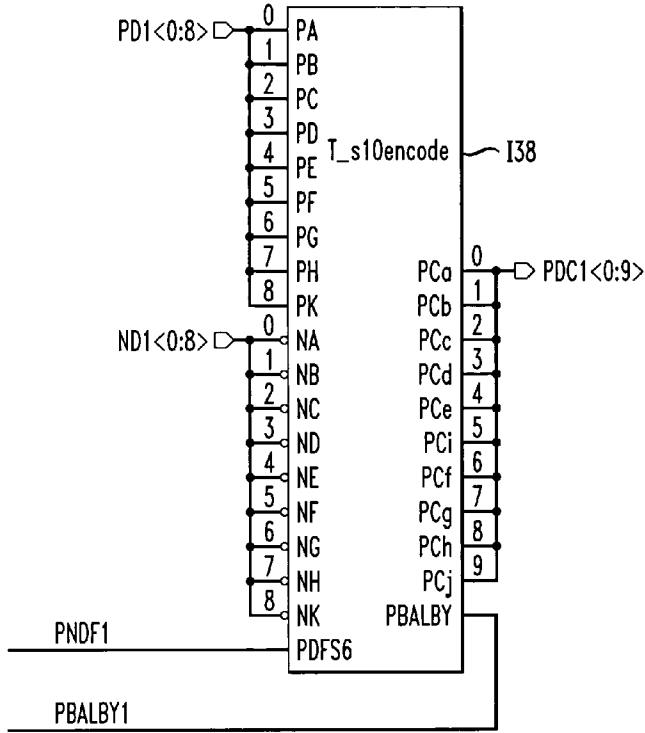 PD1<0:8>
0 PA
1 PB
2 PC
3 PD
4 PE
5 PF
6 PG
7 PH
8 PK
T_s10encode
I38
ND1<0:8>
0 NA
1 NB
2 NC
3 ND
4 NE
5 NF
6 NG
7 NH
8 NK
PCa 0
PDC1<0:9>
PCb 1
PCc 2
PCd 3
PCe 4
PCi 5
PCf 6
PCg 7
PCh 8
PCj 9
PBALBY
PNDF1
PDFS6
PBALBY1